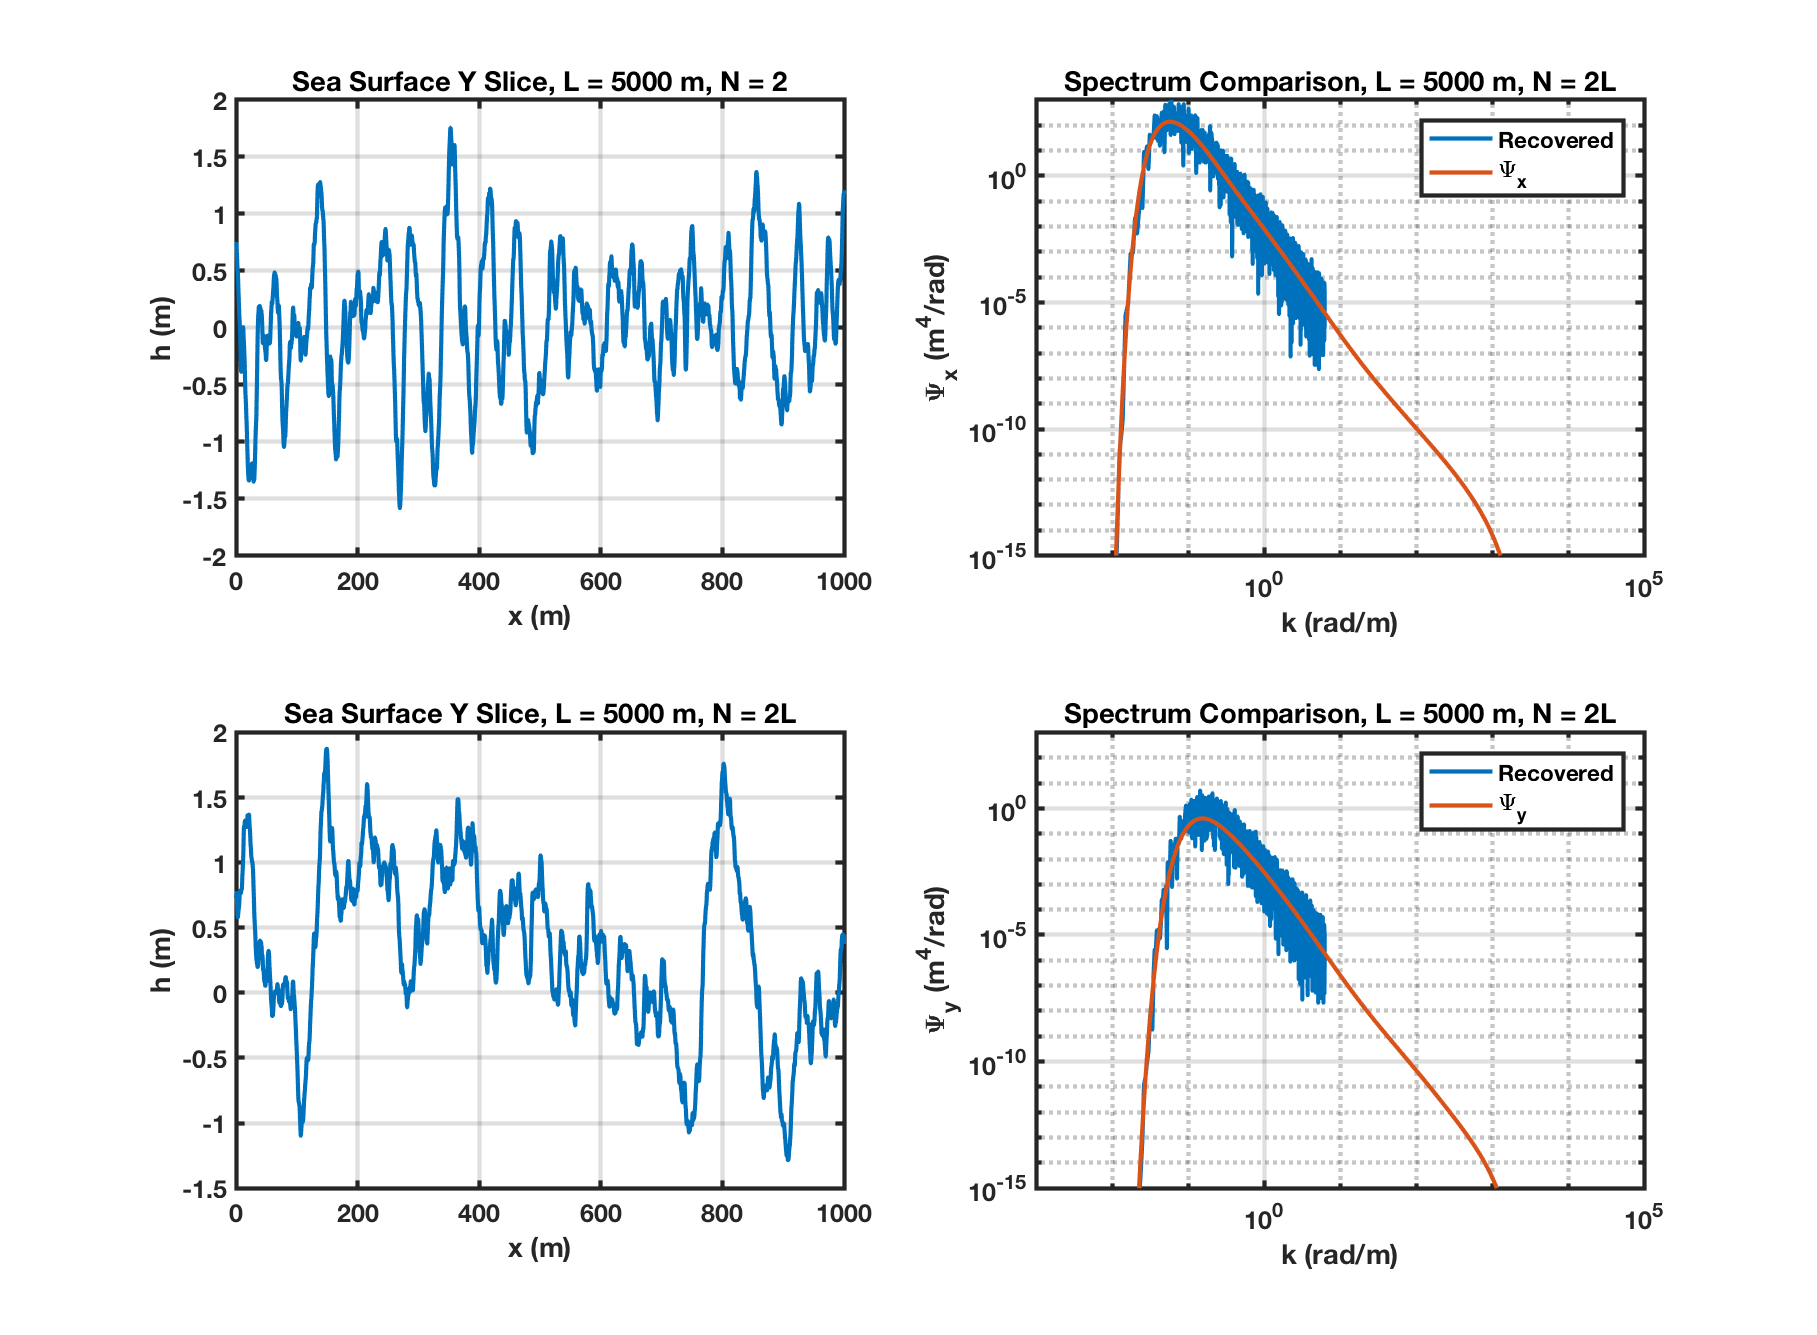 Sea Surface Y Slice, L = 5000 m, N = 2
2
1.5
1
0.5
0
-0.5
-1
-1.5
-2
h (m)
0 200 400 600 800 1000
x (m)
Spectrum Comparison, L = 5000 m, N = 2L
Recovered
Ψx
10^0
10^-5
10^-10
10^-15
Ψx (m^4/rad)
10^0 10^5
k (rad/m)
Sea Surface Y Slice, L = 5000 m, N = 2L
2
1.5
1
0.5
0
-0.5
-1
-1.5
h (m)
0 200 400 600 800 1000
x (m)
Spectrum Comparison, L = 5000 m, N = 2L
Recovered
Ψy
10^0
10^-5
10^-10
10^-15
Ψy (m^4/rad)
10^0 10^5
k (rad/m)